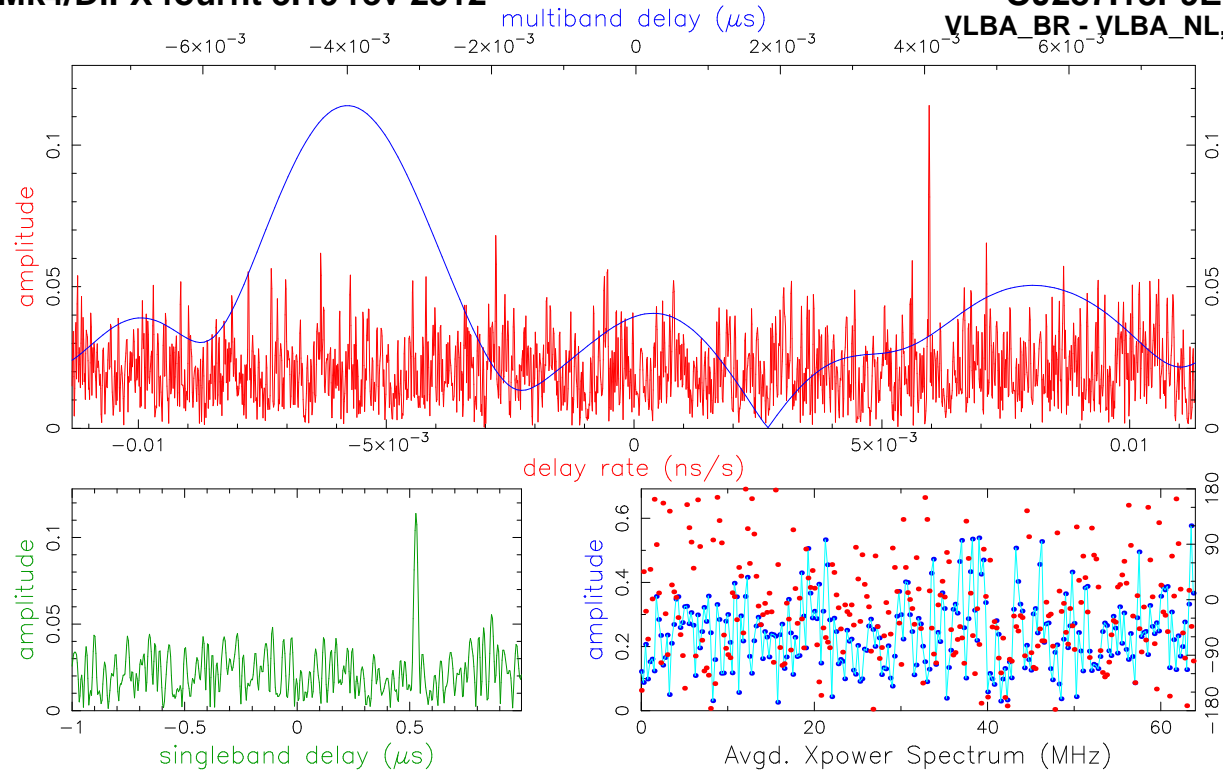 multiband delay (μs)
VLBA_BR - VLBA_NL,
−6×10⁻³ −4×10⁻³ −2×10⁻³ 0 2×10⁻³ 4×10⁻³ 6×10⁻³
amplitude
0 0.05 0.1
0 0.05 0.1
−0.01 −5×10⁻³ 0 5×10⁻³ 0.01
delay rate (ns/s)
amplitude
0 0.05 0.1
−1 −0.5 0 0.5
singleband delay (μs)
amplitude
0 0.2 0.4 0.6
−180 −90 0 90 180
0 20 40 60
Avgd. Xpower Spectrum (MHz)